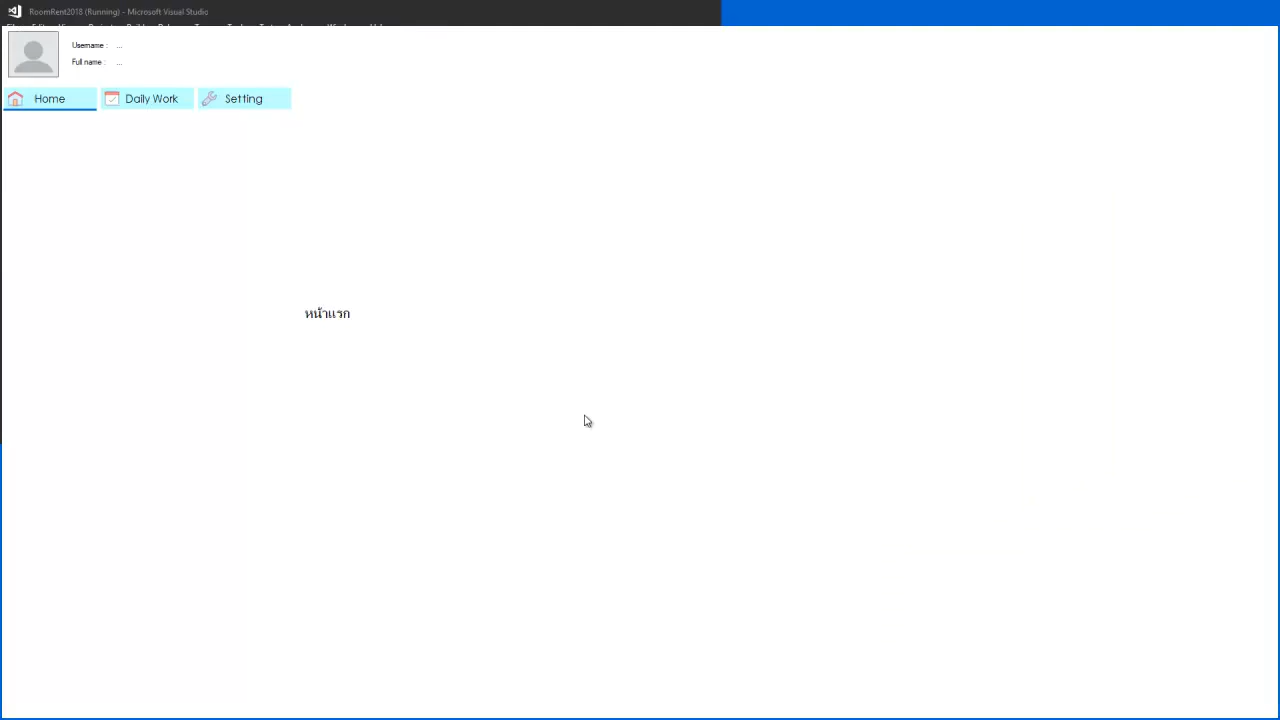 RoomRent2018 (Running) - Microsoft Visual Studio
Username : ...
Full name : ...
Home
Daily Work
Setting
หน้าแรก